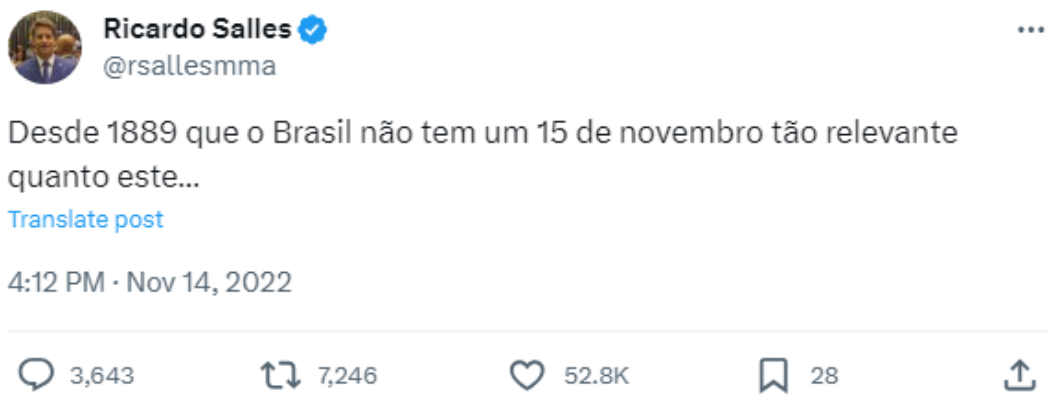 Ricardo Salles
@rsallesmma
Desde 1889 que o Brasil não tem um 15 de novembro tão relevante
quanto este...
Translate post
4:12 PM · Nov 14, 2022
3,643 7,246 52.8K 28